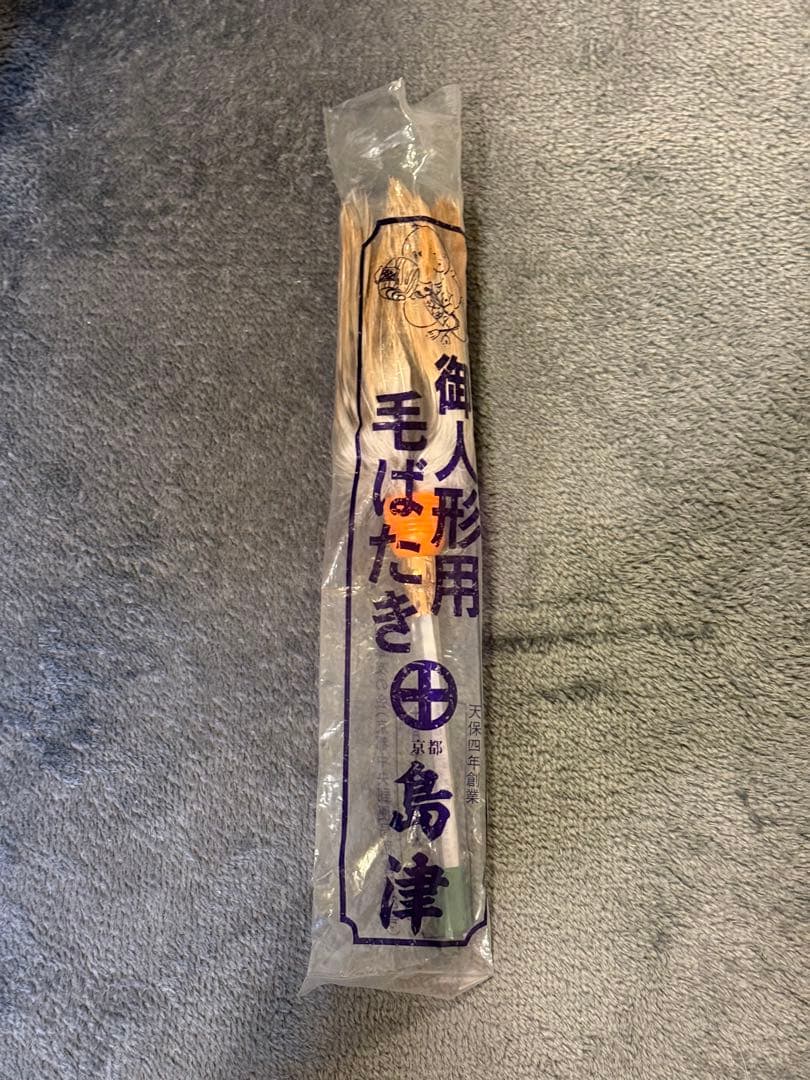 御人形用
毛ばたき
天保四年創業
京都
島津